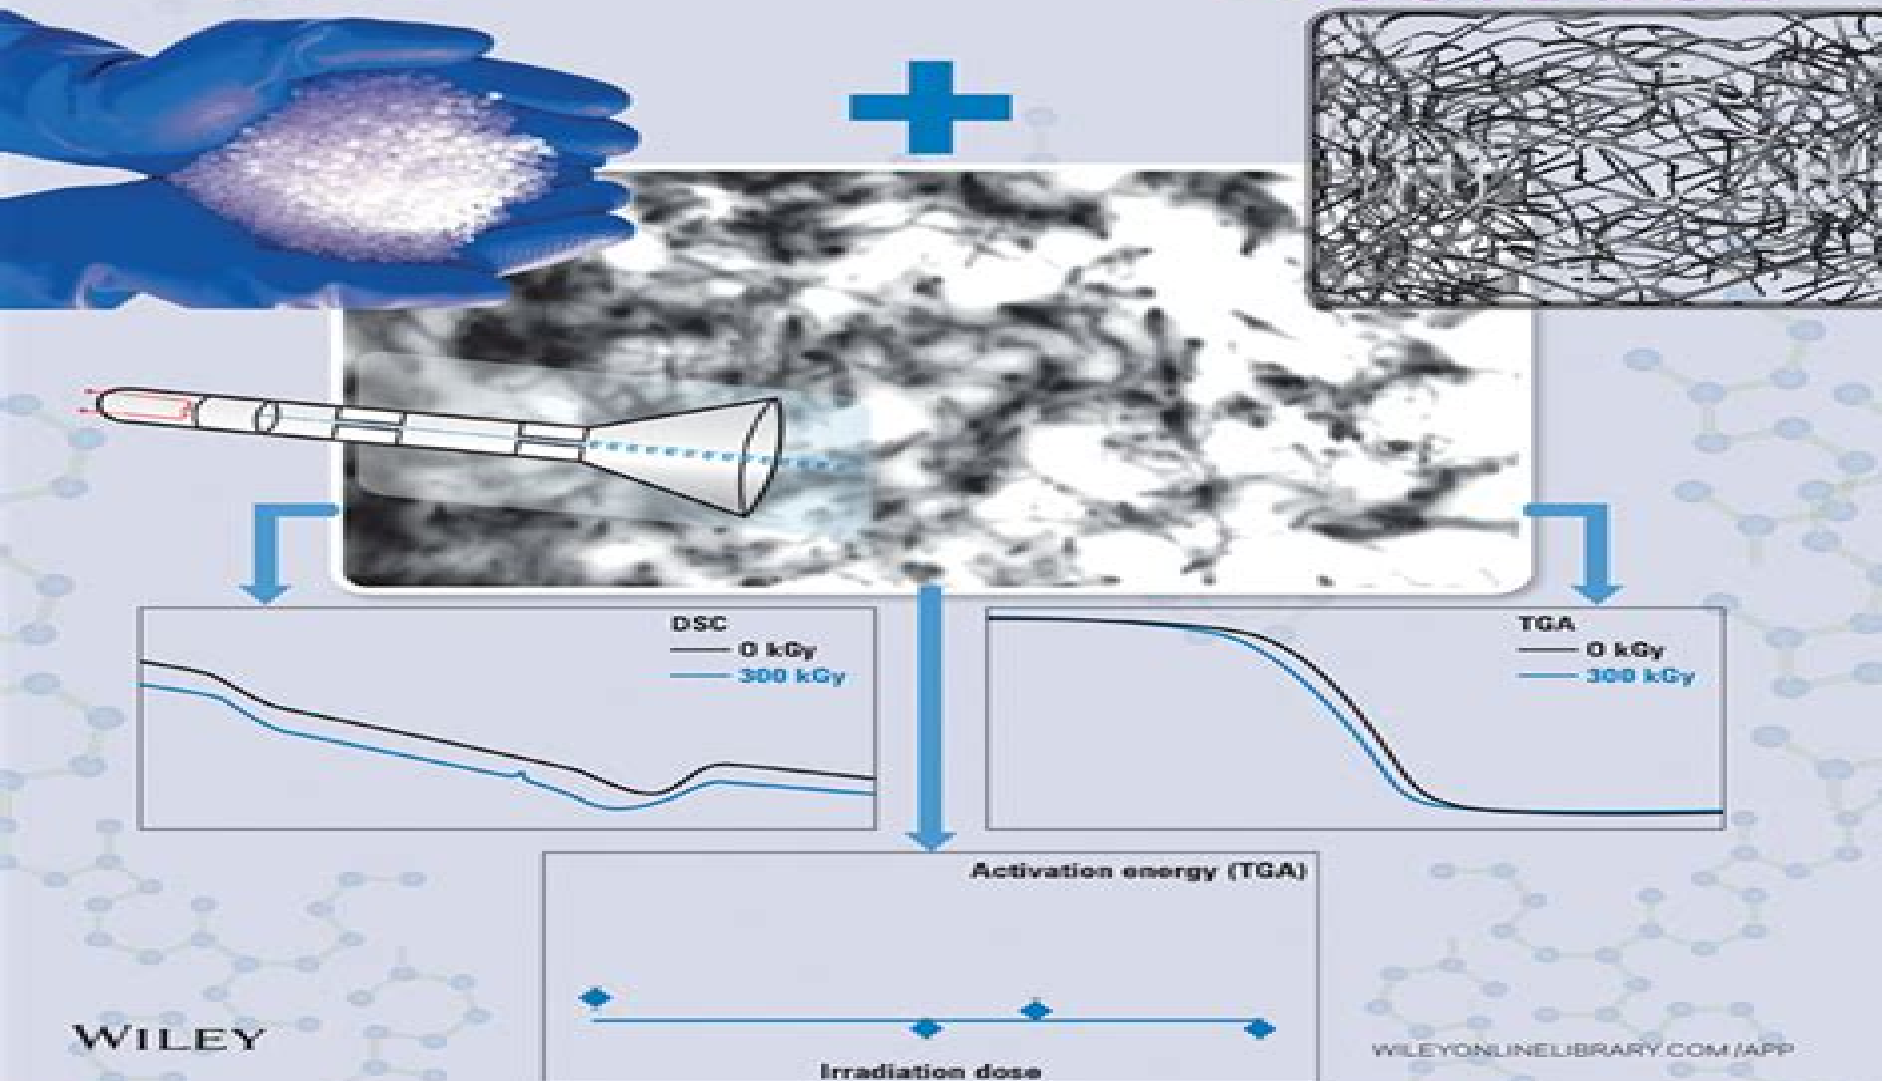 DSC
0 kGy
300 kGy
TGA
0 kGy
300 kGy
Activation energy (TGA)
Irradiation dose
WILEY
WILEYONLINELIBRARY.COM/APP